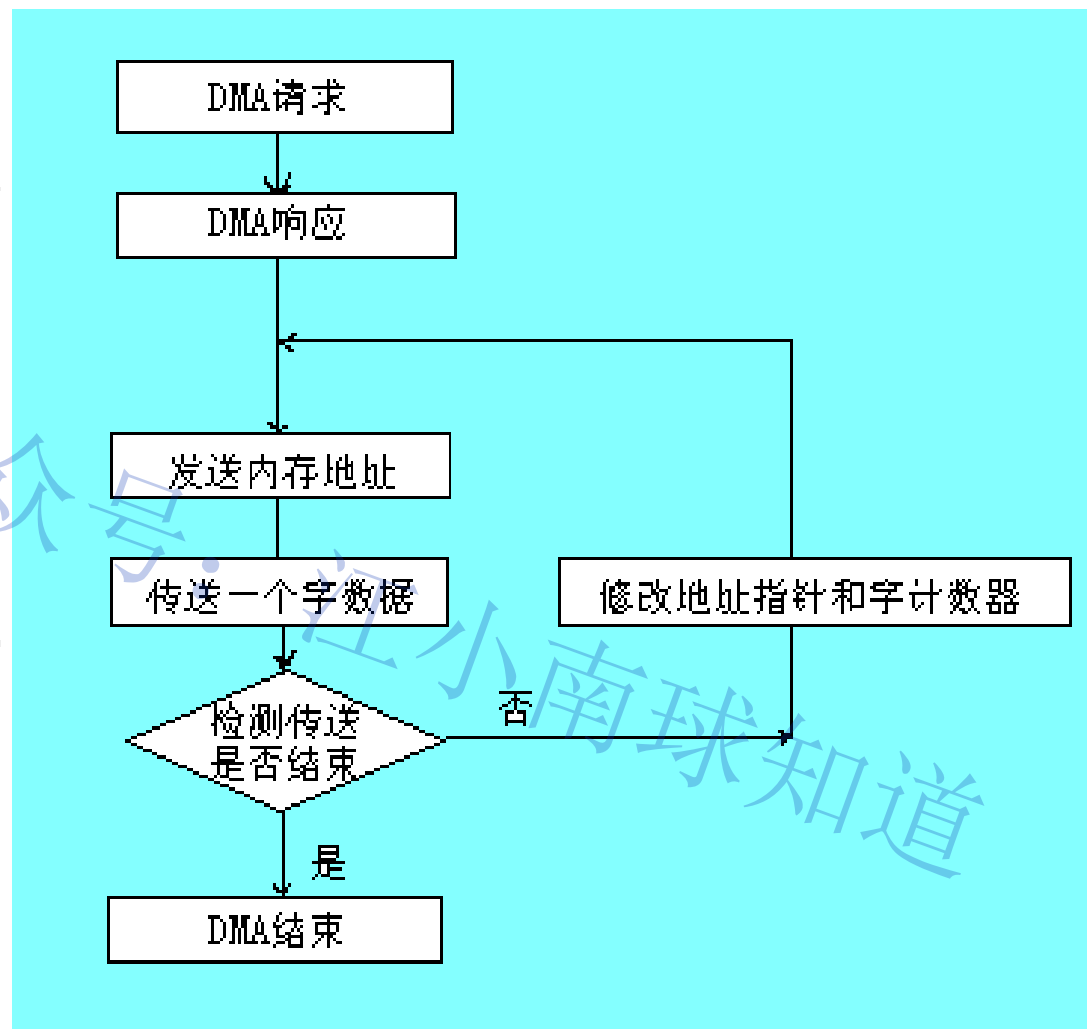 DMA请求
DMA响应
发送内存地址
传送一个字数据
修改地址指针和字计数器
检测传送
是否结束
否
是
DMA结束
众号：江小南球知道